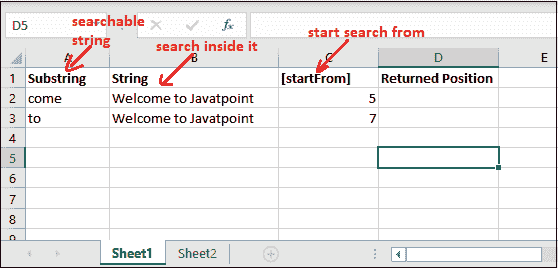 D5
fx
searchable
string
search inside it
start search from
A B C D E
1 Substring String [startFrom] Returned Position
2 come Welcome to Javatpoint 5
3 to Welcome to Javatpoint 7
4
5
6
7
8
9
Sheet1 Sheet2